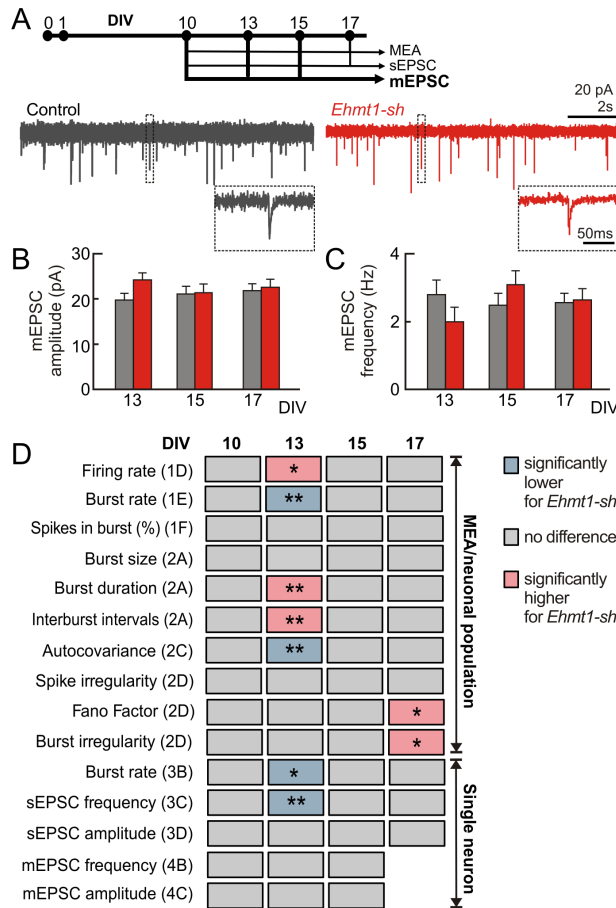 A
DIV
0 1 10 13 15 17
MEA
sEPSC
mEPSC
Control
Ehmt1-sh
20 pA
2s
50ms
B
mEPSC
amplitude (pA)
30
20
10
0
13 15 17 DIV
C
mEPSC
frequency (Hz)
4
2
0
13 15 17 DIV
D
DIV 10 13 15 17
Firing rate (1D) *
Burst rate (1E) **
Spikes in burst (%) (1F)
Burst size (2A)
Burst duration (2A) **
Interburst intervals (2A) **
Autocovariance (2C) **
Spike irregularity (2D)
Fano Factor (2D) *
Burst irregularity (2D) *
Burst rate (3B) *
sEPSC frequency (3C) **
sEPSC amplitude (3D)
mEPSC frequency (4B)
mEPSC amplitude (4C)
MEA/neuonal population
Single neuron
significantly
lower
for Ehmt1-sh
no difference
significantly
higher
for Ehmt1-sh